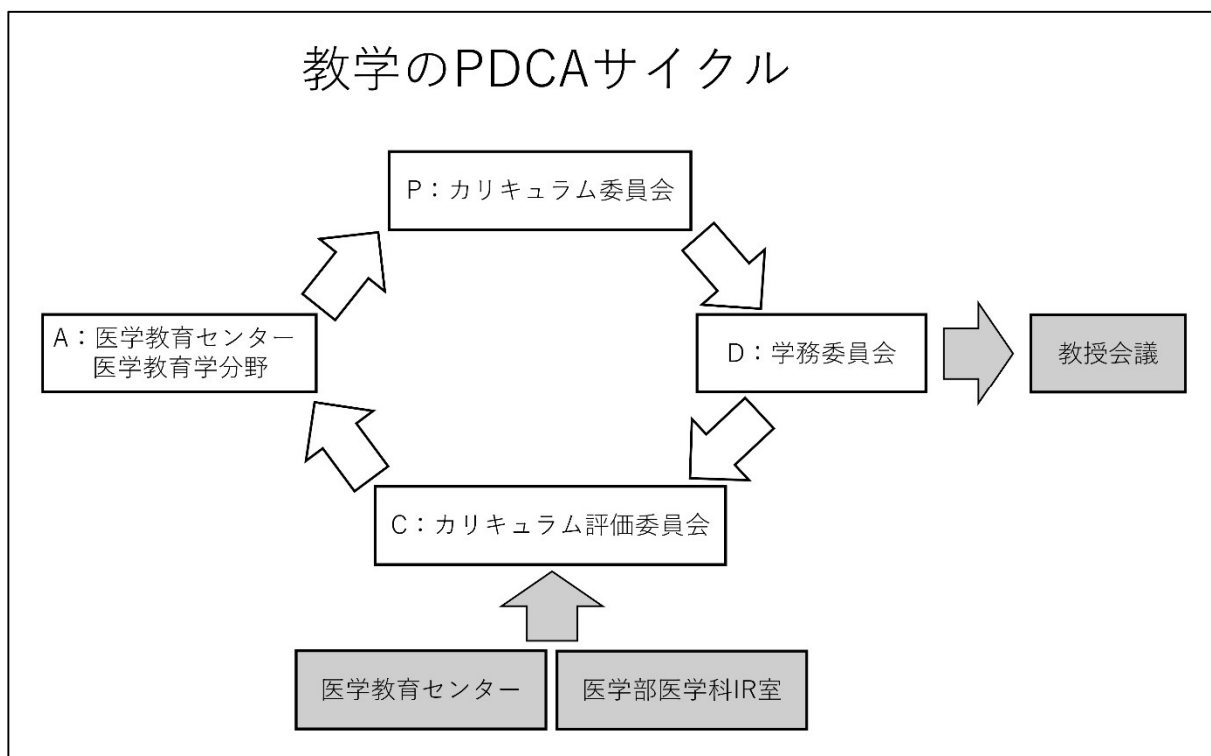 教学のPDCAサイクル
P：カリキュラム委員会
A：医学教育センター
医学教育学分野
D：学務委員会
教授会議
C：カリキュラム評価委員会
医学教育センター
医学部医学科IR室